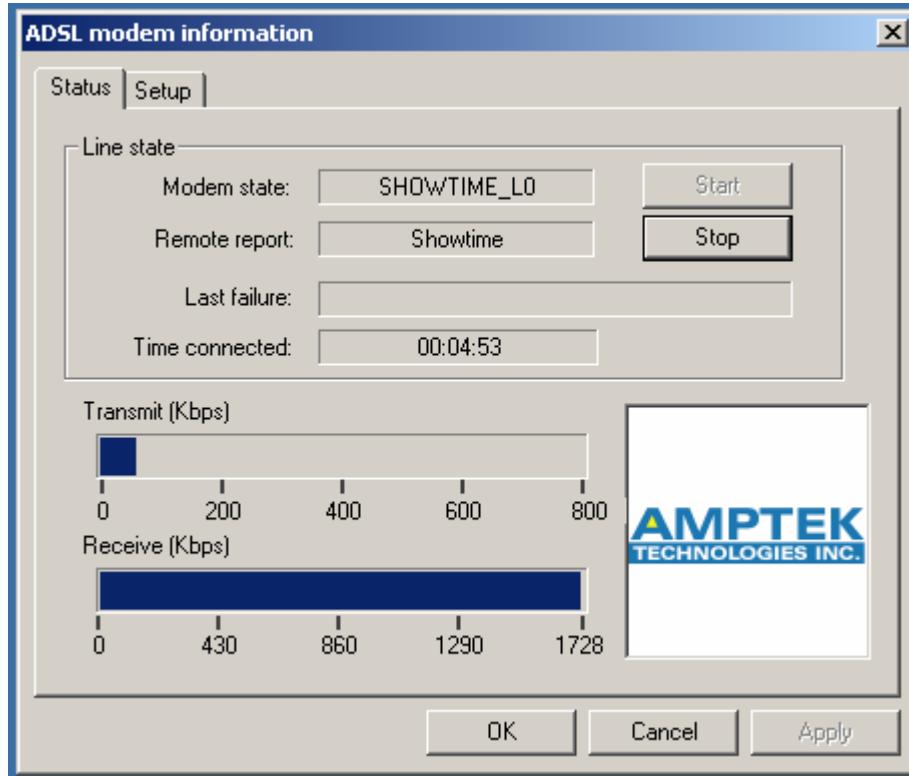 ADSL modem information
Status Setup
Line state
Modem state: SHOWTIME_L0 Start
Remote report: Showtime Stop
Last failure:
Time connected: 00:04:53
Transmit (Kbps)
0 200 400 600 800
Receive (Kbps)
0 430 860 1290 1728
AMPTEK
TECHNOLOGIES INC.
OK Cancel Apply